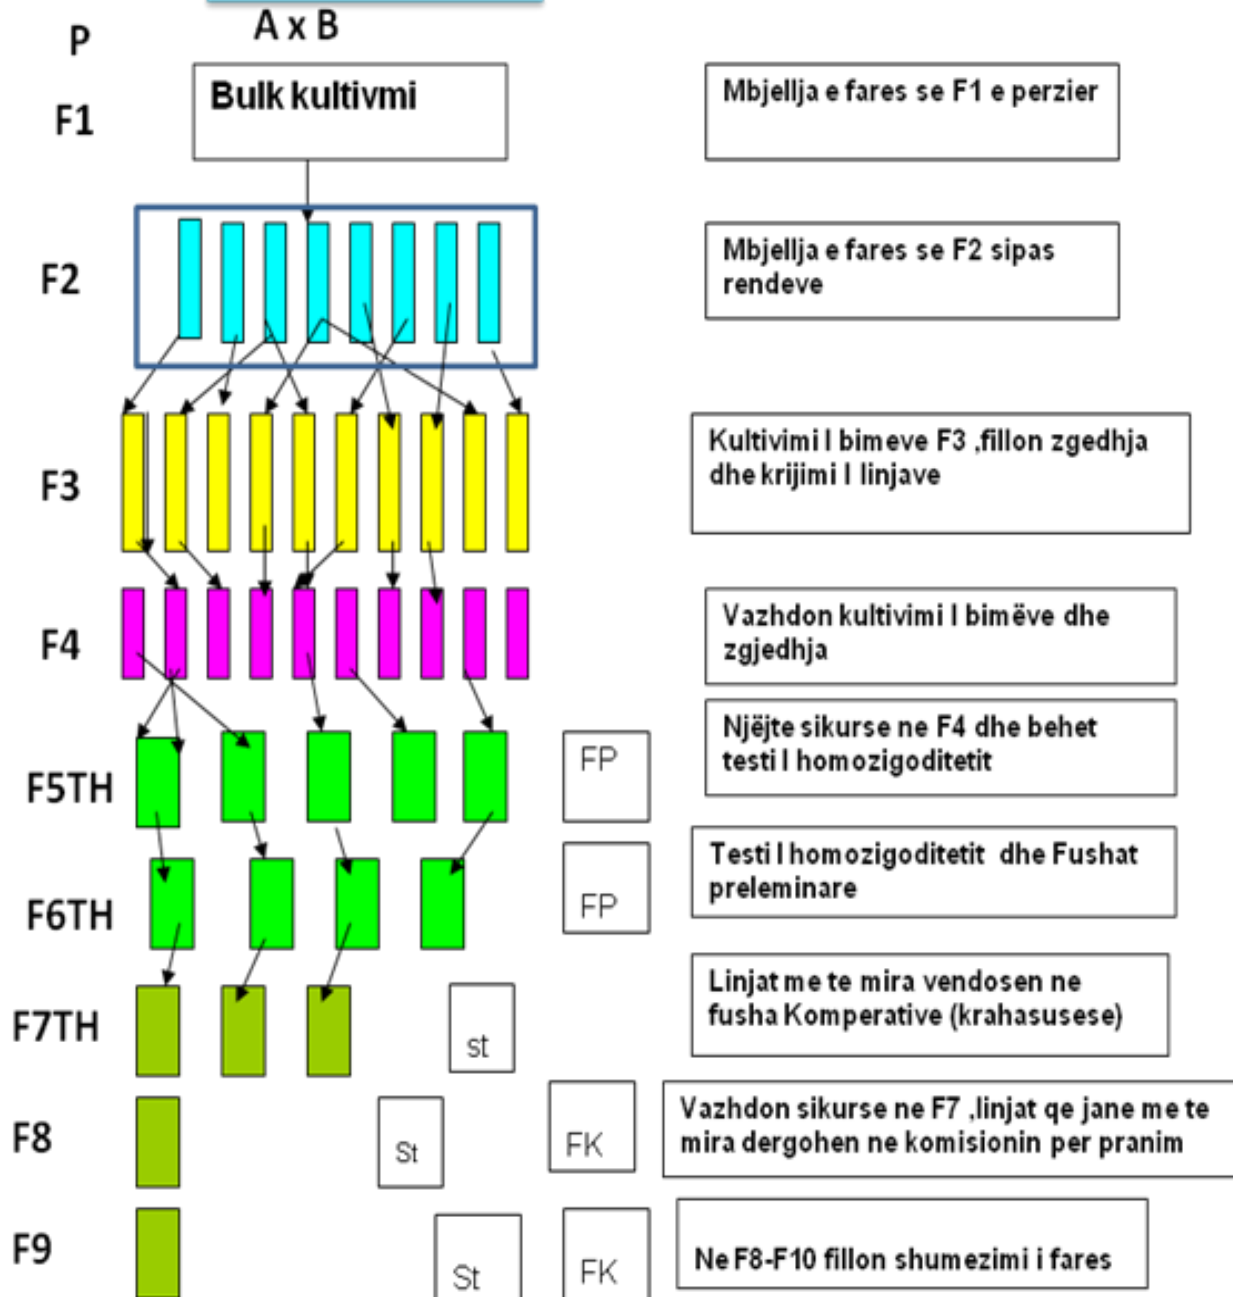 A x B
P
F1
Bulk kultivmi
Mbjellja e fares se F1 e perzier
F2
Mbjellja e fares se F2 sipas
rendeve
F3
Kultivimi I bimeve F3 ,fillon zgedhja
dhe krijimi I linjave
F4
Vazhdon kultivimi I bimëve dhe
zgjedhja
F5TH
FP
Njëjte sikurse ne F4 dhe behet
testi I homozigoditetit
F6TH
FP
Testi I homozigoditetit dhe Fushat
preleminare
F7TH
st
Linjat me te mira vendosen ne
fusha Komperative (krahasusese)
F8
St
FK
Vazhdon sikurse ne F7 ,linjat qe jane me te
mira dergohen ne komisionin per pranim
F9
St
FK
Ne F8-F10 fillon shumezimi i fares